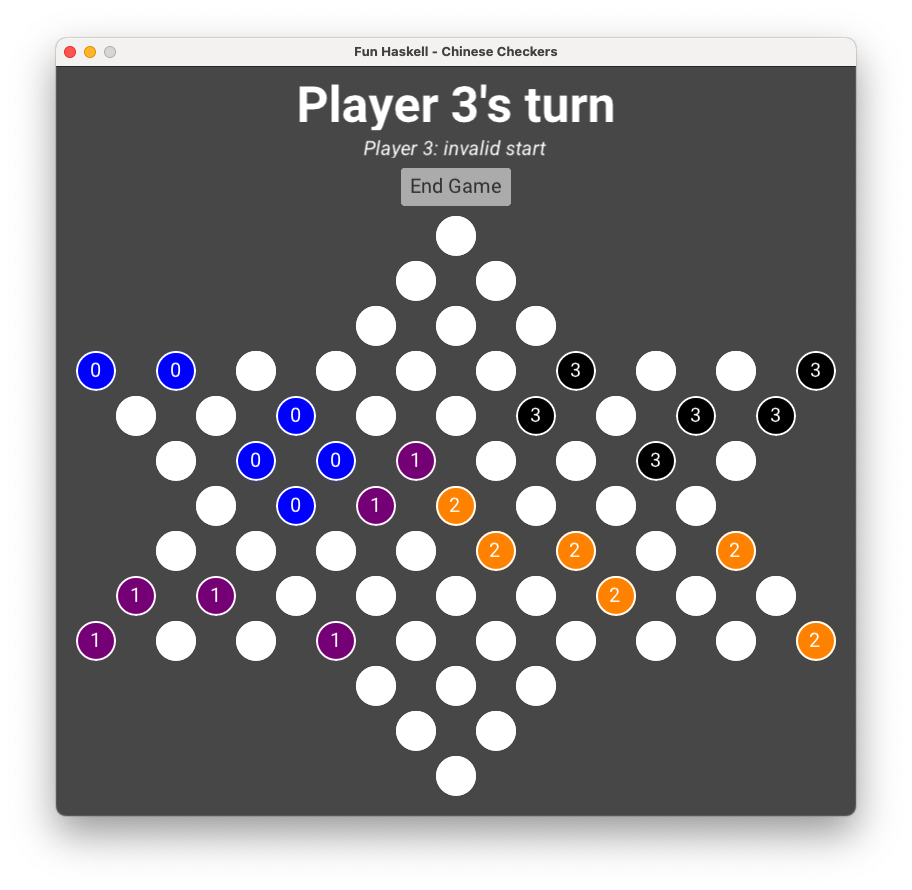 Fun Haskell - Chinese Checkers
Player 3's turn
Player 3: invalid start
End Game
0 0 3 3
0 3 3 3
0 0 1 3
0 1 2
2 2 2
1 1 2
1 1 2